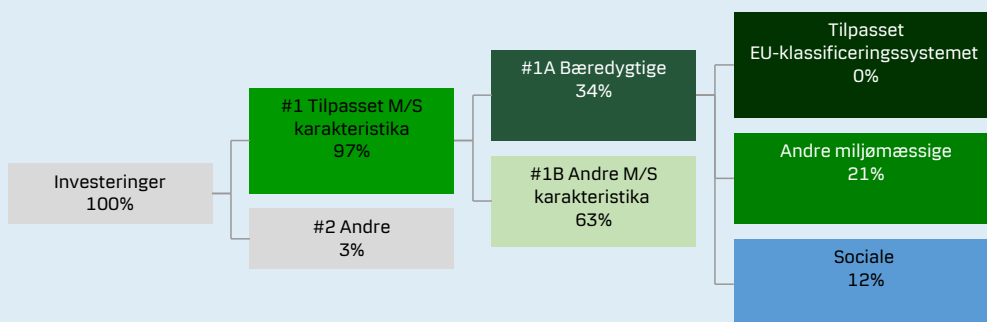 Investeringer
100%
#1 Tilpasset M/S
karakteristika
97%
#2 Andre
3%
#1A Bæredygtige
34%
#1B Andre M/S
karakteristika
63%
Tilpasset
EU-klassificeringssystemet
0%
Andre miljømæssige
21%
Sociale
12%